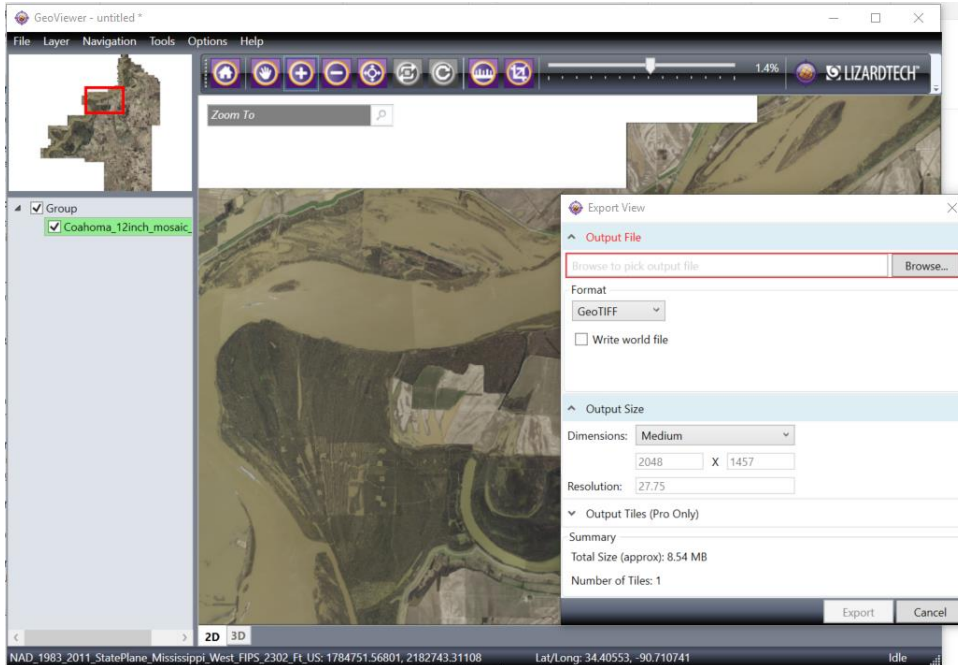 GeoViewer - untitled *
File Layer Navigation Tools Options Help
1.4%
LIZARDTECH
Zoom To
Group
Coahoma_12inch_mosaic_
Export View
Output File
Browse to pick output file
Browse...
Format
GeoTIFF
Write world file
Output Size
Dimensions: Medium
2048 X 1457
Resolution: 27.75
Output Tiles (Pro Only)
Summary
Total Size (approx): 8.54 MB
Number of Tiles: 1
Export Cancel
2D 3D
NAD_1983_2011_StatePlane_Mississippi_West_FIPS_2302_Ft_US: 1784751.56801, 2182743.31108 Lat/Long: 34.40553, -90.710741 Idle